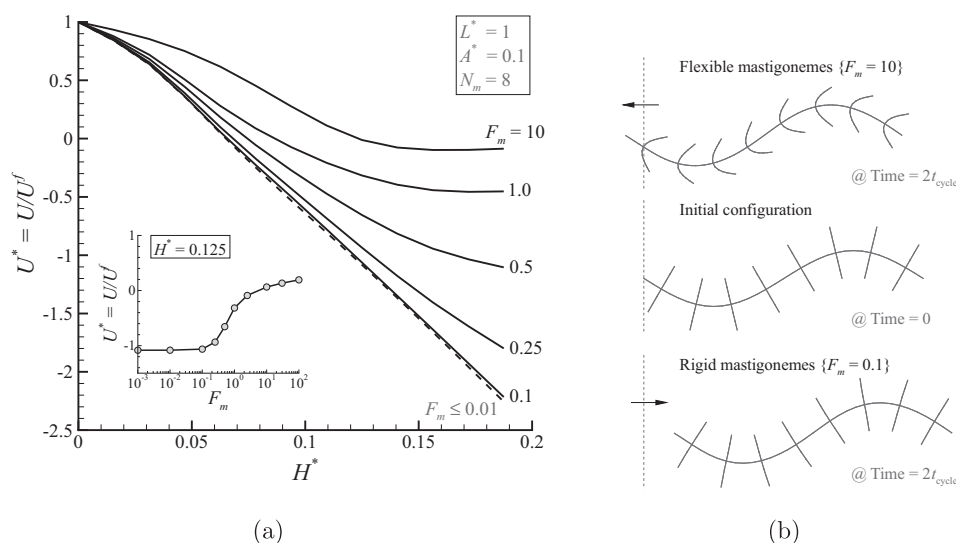 1
0.5
0
-0.5
-1
-1.5
-2
-2.5
U* = U/U^f
0
0.05
0.1
0.15
0.2
H*
L* = 1
A* = 0.1
N_m = 8
F_m = 10
1.0
0.5
0.25
0.1
F_m ≤ 0.01
H* = 0.125
1
0
-1
U* = U/U^f
10^-3
10^-2
10^-1
10^0
10^1
10^2
F_m
(a)
Flexible mastigonemes {F_m = 10}
@ Time = 2t_cycle
Initial configuration
@ Time = 0
Rigid mastigonemes {F_m = 0.1}
@ Time = 2t_cycle
(b)